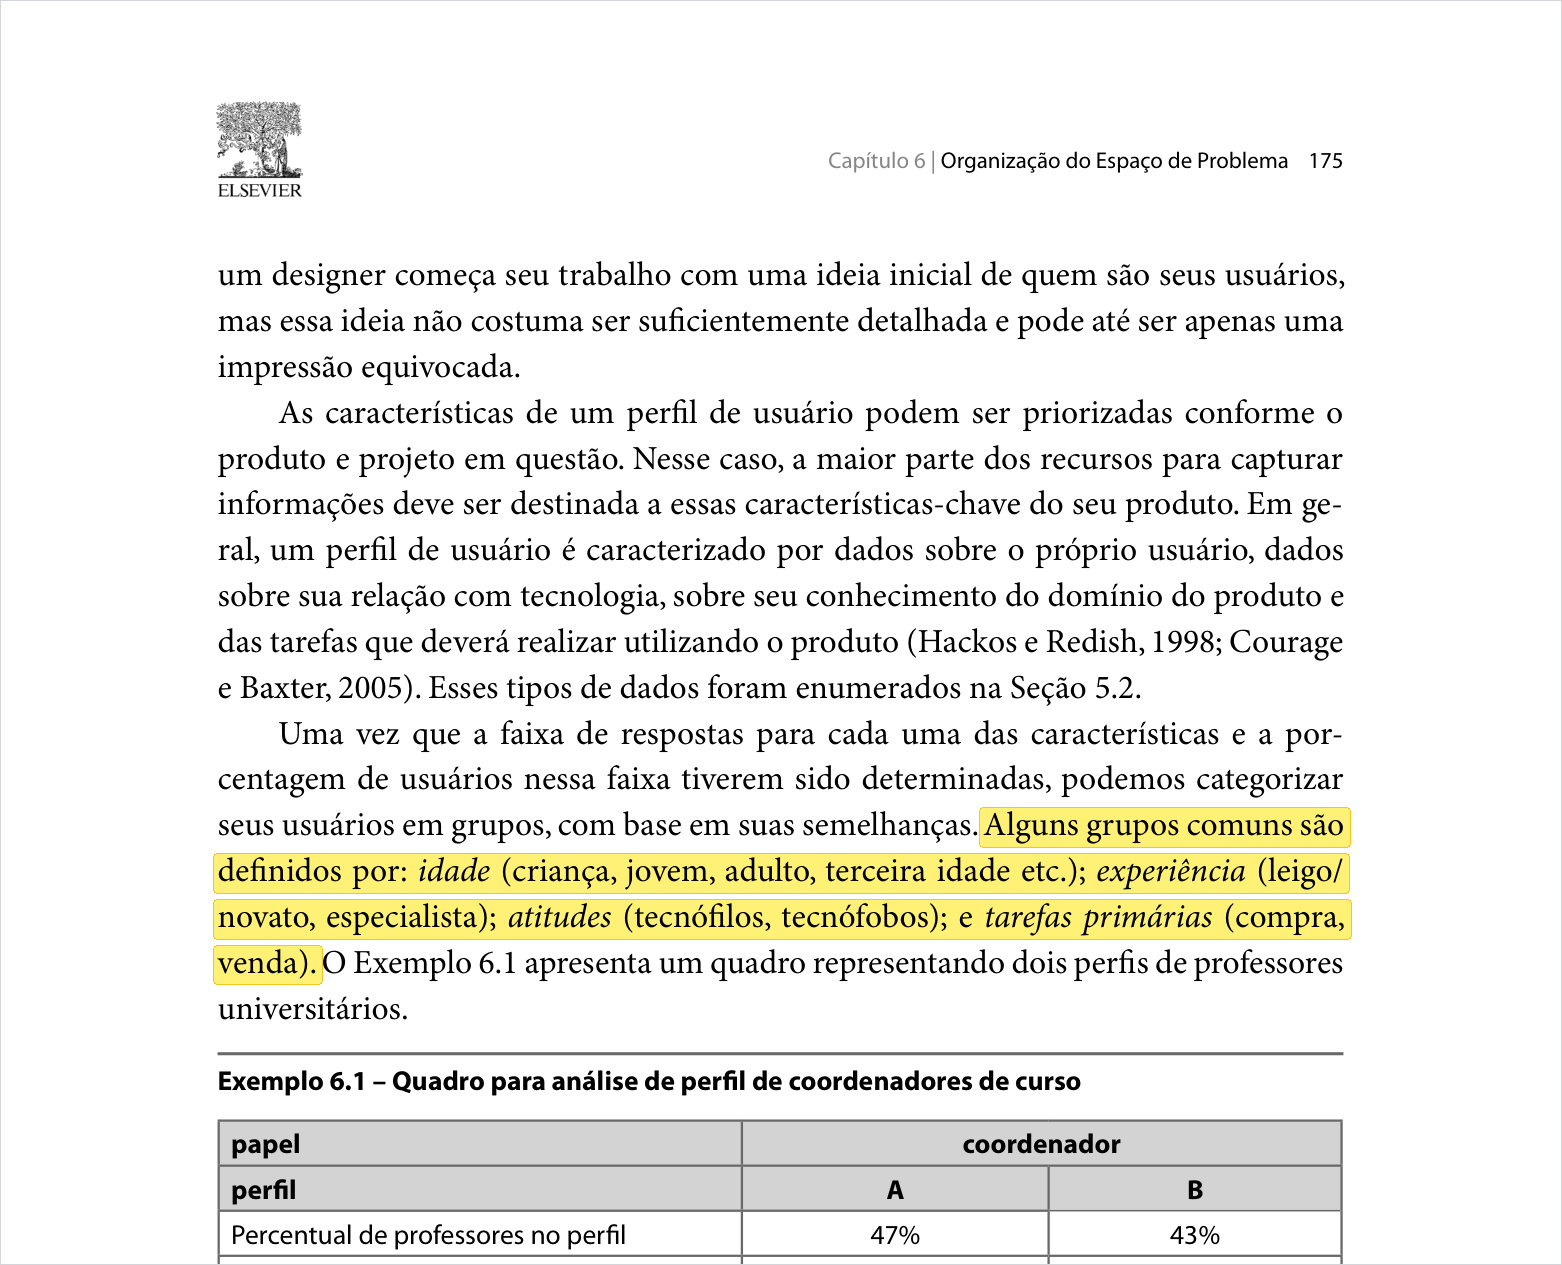 ELSEVIER
Capítulo 6 | Organização do Espaço de Problema 175
um designer começa seu trabalho com uma ideia inicial de quem são seus usuários,
mas essa ideia não costuma ser suficientemente detalhada e pode até ser apenas uma
impressão equivocada.
As características de um perfil de usuário podem ser priorizadas conforme o
produto e projeto em questão. Nesse caso, a maior parte dos recursos para capturar
informações deve ser destinada a essas características-chave do seu produto. Em ge-
ral, um perfil de usuário é caracterizado por dados sobre o próprio usuário, dados
sobre sua relação com tecnologia, sobre seu conhecimento do domínio do produto e
das tarefas que deverá realizar utilizando o produto (Hackos e Redish, 1998; Courage
e Baxter, 2005). Esses tipos de dados foram enumerados na Seção 5.2.
Uma vez que a faixa de respostas para cada uma das características e a por-
centagem de usuários nessa faixa tiverem sido determinadas, podemos categorizar
seus usuários em grupos, com base em suas semelhanças. Alguns grupos comuns são
definidos por: idade (criança, jovem, adulto, terceira idade etc.); experiência (leigo/
novato, especialista); atitudes (tecnófilos, tecnófobos); e tarefas primárias (compra,
venda). O Exemplo 6.1 apresenta um quadro representando dois perfis de professores
universitários.
Exemplo 6.1 – Quadro para análise de perfil de coordenadores de curso
papel coordenador
perfil A B
Percentual de professores no perfil 47% 43%